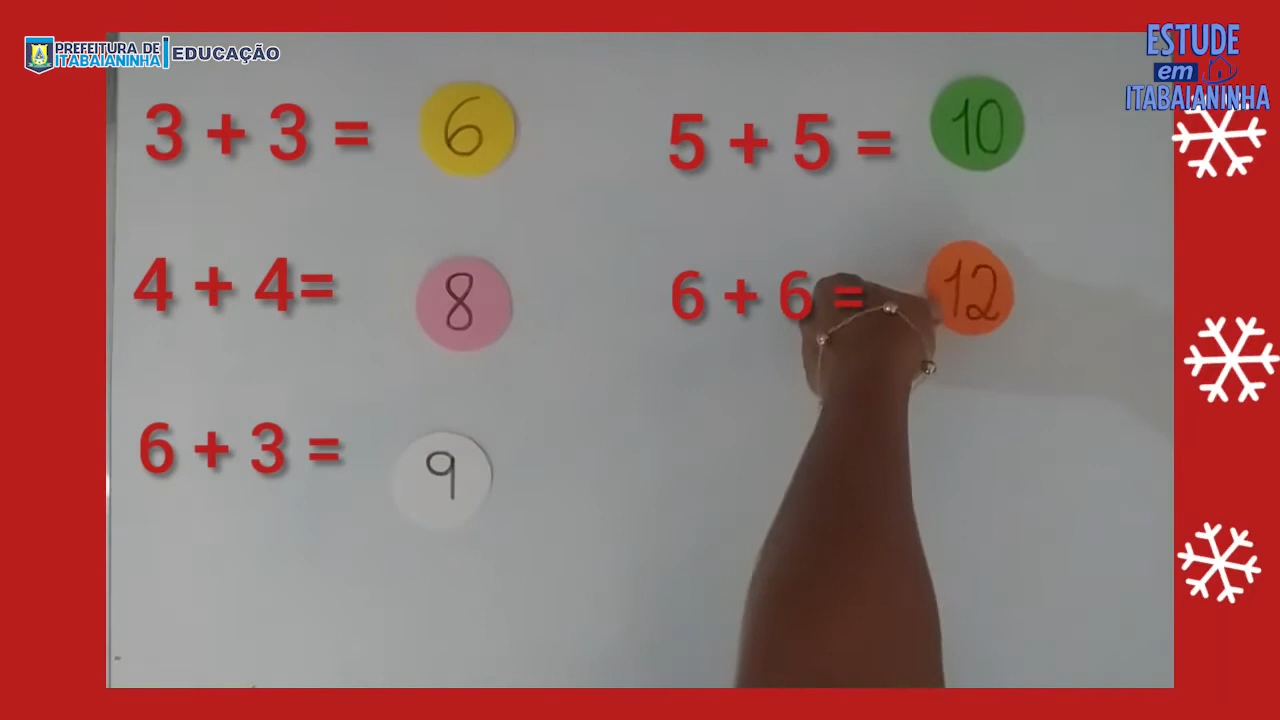 PREFEITURA DE
ITABAIANINHA
EDUCAÇÃO
ESTUDE
em
ITABAIANINHA
3 + 3 = 6
5 + 5 = 10
4 + 4= 8
6 + 6 = 12
6 + 3 = 9